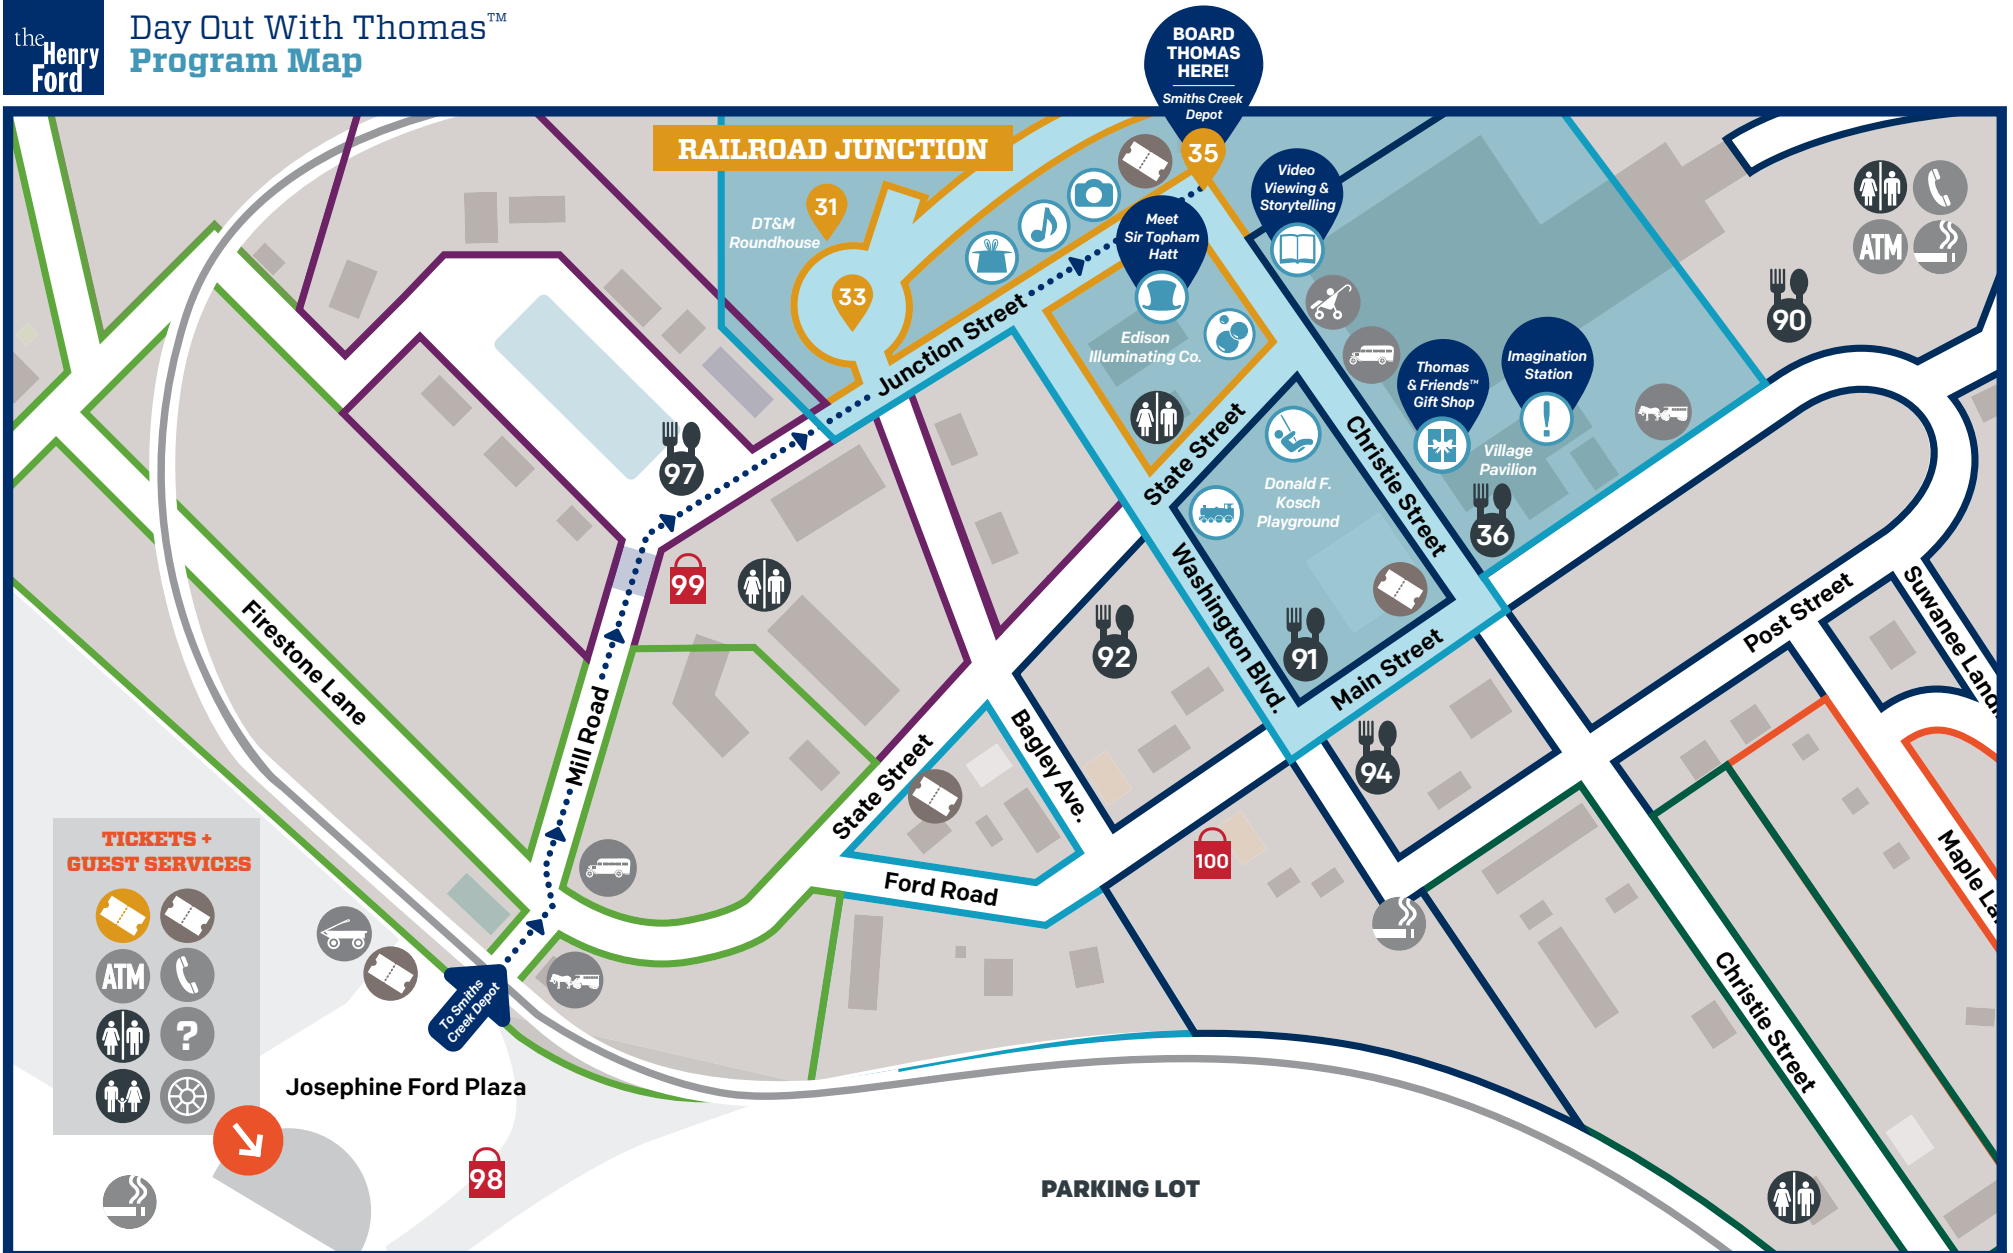 the
Henry
Ford
Day Out With Thomas™
Program Map
BOARD
THOMAS
HERE!
Smiths Creek
Depot
35
RAILROAD JUNCTION
31
DT&M
Roundhouse
33
Video
Viewing &
Storytelling
Meet
Sir Topham
Hatt
Edison
Illuminating Co.
ATM
90
Junction Street
Thomas
& Friends™
Gift Shop
Imagination
Station
!
Village
Pavilion
36
State Street
Christie Street
Donald F.
Kosch
Playground
97
99
92
91
Washington Blvd.
Main Street
Post Street
Suwanee Landi
Firestone Lane
Mill Road
State Street
Bagley Ave.
94
100
Ford Road
Maple La
Christie Street
TICKETS +
GUEST SERVICES
ATM
?
To Smiths
Creek Depot
Josephine Ford Plaza
98
PARKING LOT